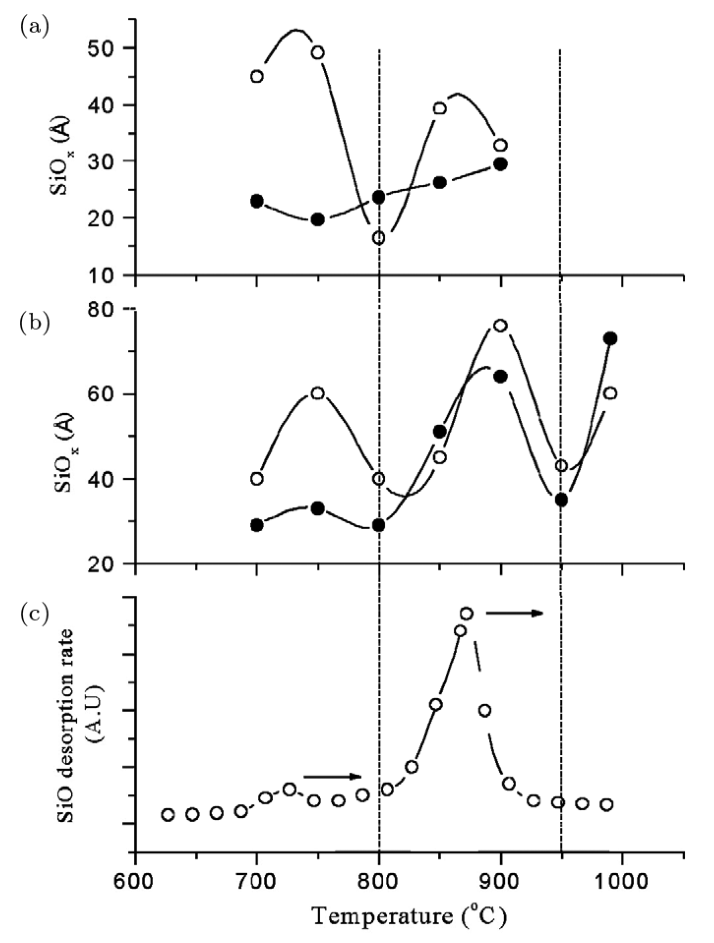 (a)
50
40
30
20
10
SiOₓ (Å)
(b)
80
60
40
20
SiOₓ (Å)
(c)
SiO desorption rate
(A.U)
600 700 800 900 1000
Temperature (°C)